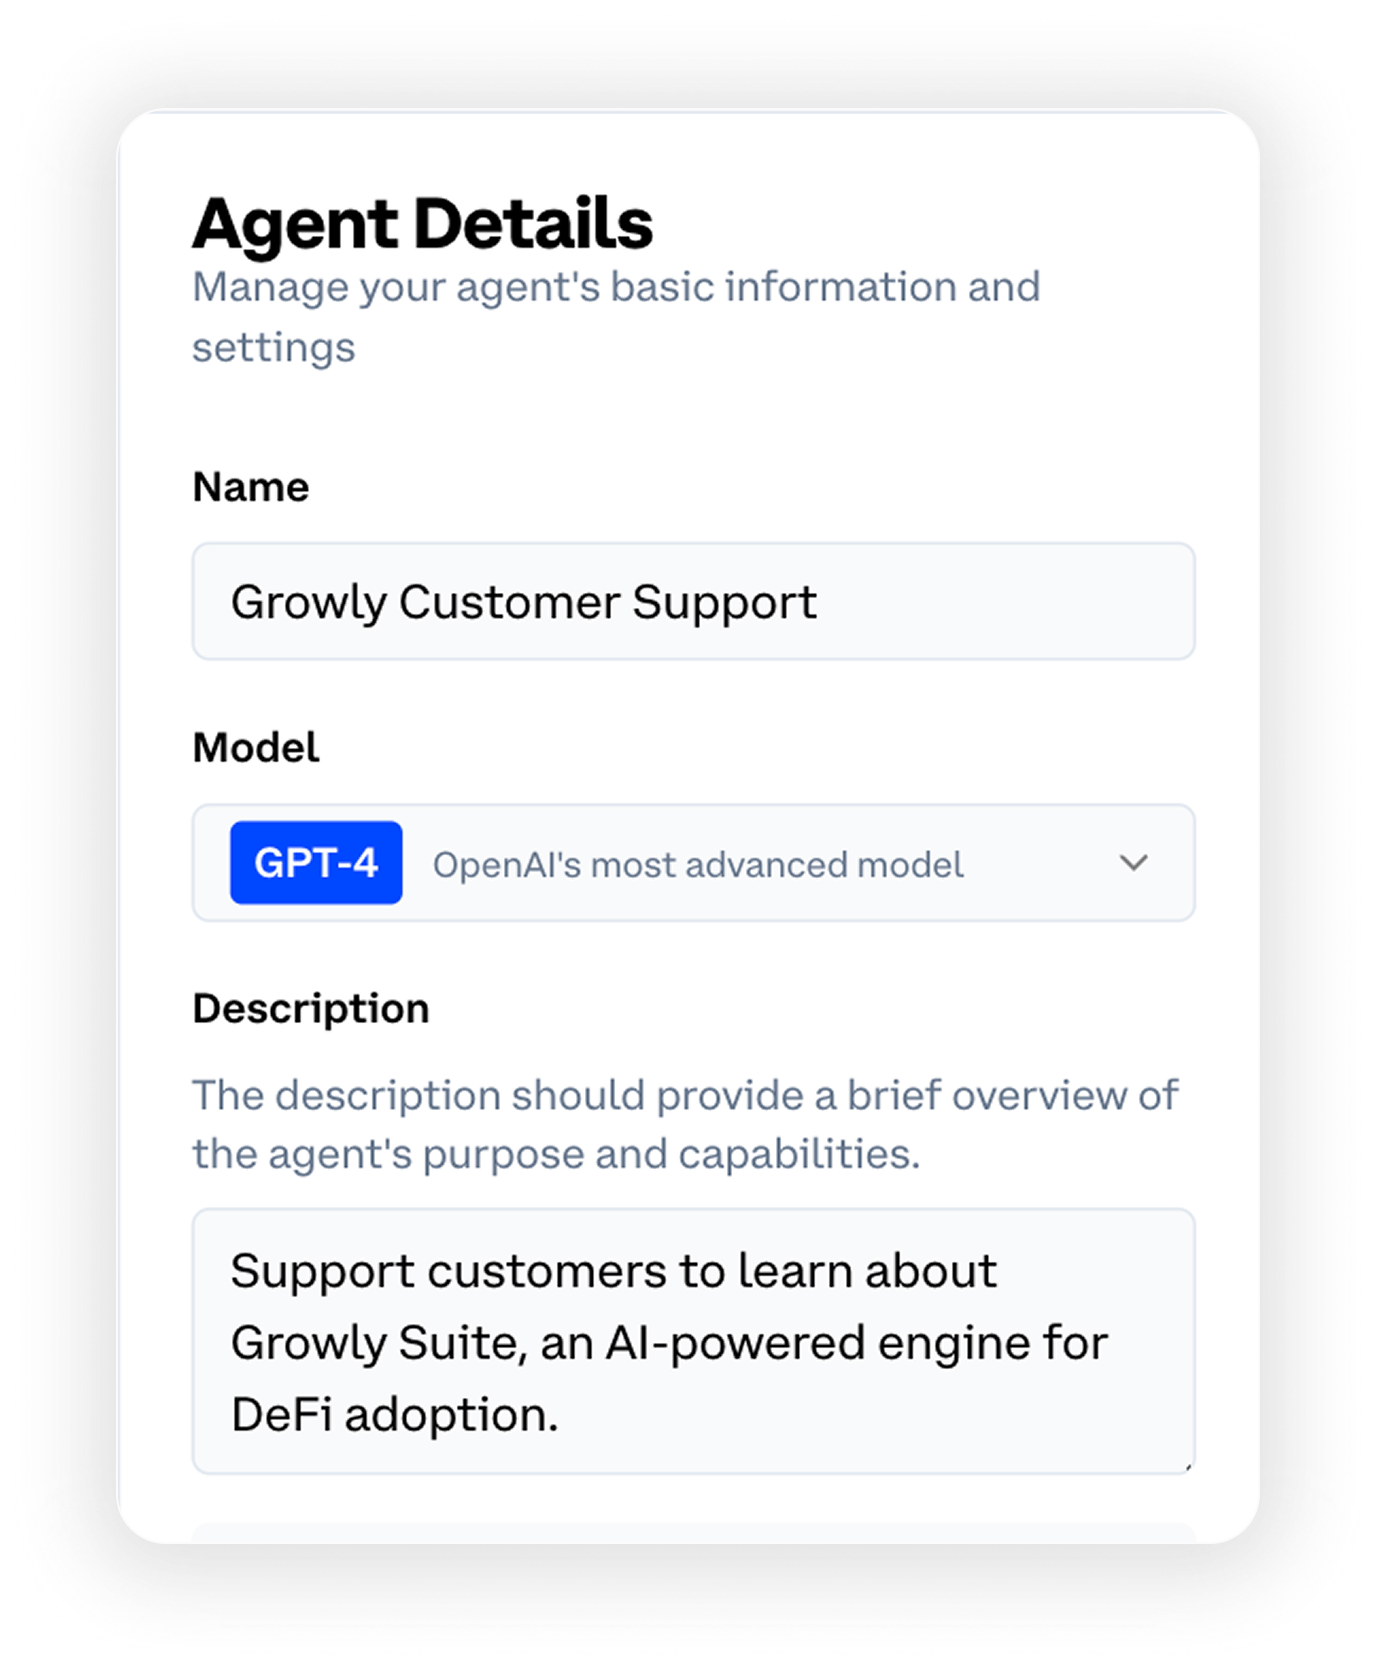 Agent Details
Manage your agent's basic information and
settings
Name
Growly Customer Support
Model
GPT-4 OpenAI's most advanced model
Description
The description should provide a brief overview of
the agent's purpose and capabilities.
Support customers to learn about
Growly Suite, an AI-powered engine for
DeFi adoption.